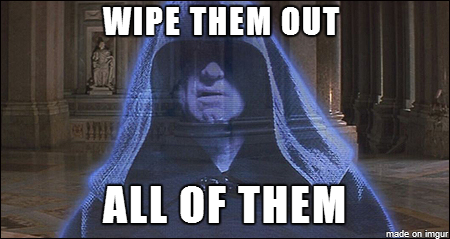 WIPE THEM OUT
ALL OF THEM
made on imgur